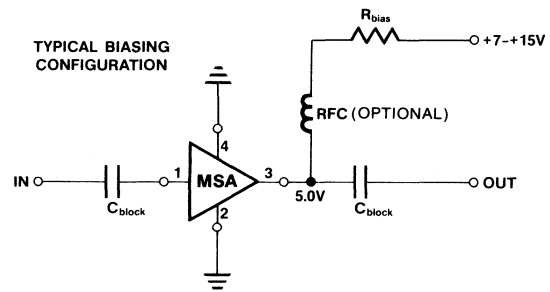 TYPICAL BIASING
CONFIGURATION
Rbias
+7-+15V
RFC (OPTIONAL)
4
IN
1
MSA
3
OUT
Cblock
2
5.0V
Cblock